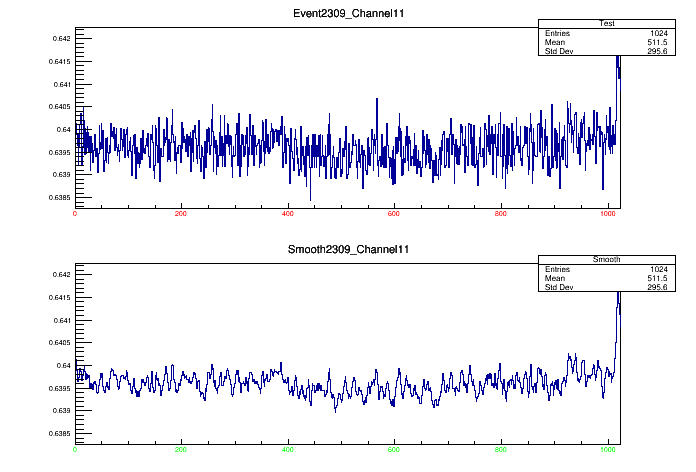 Event2309_Channel11
Test
Entries 1024
Mean 511.5
Std Dev 295.6
0.642
0.6415
0.641
0.6405
0.64
0.6395
0.639
0.6385
0 200 400 600 800 1000
Smooth2309_Channel11
Smooth
Entries 1024
Mean 511.5
Std Dev 295.6
0.642
0.6415
0.641
0.6405
0.64
0.6395
0.639
0.6385
0 200 400 600 800 1000